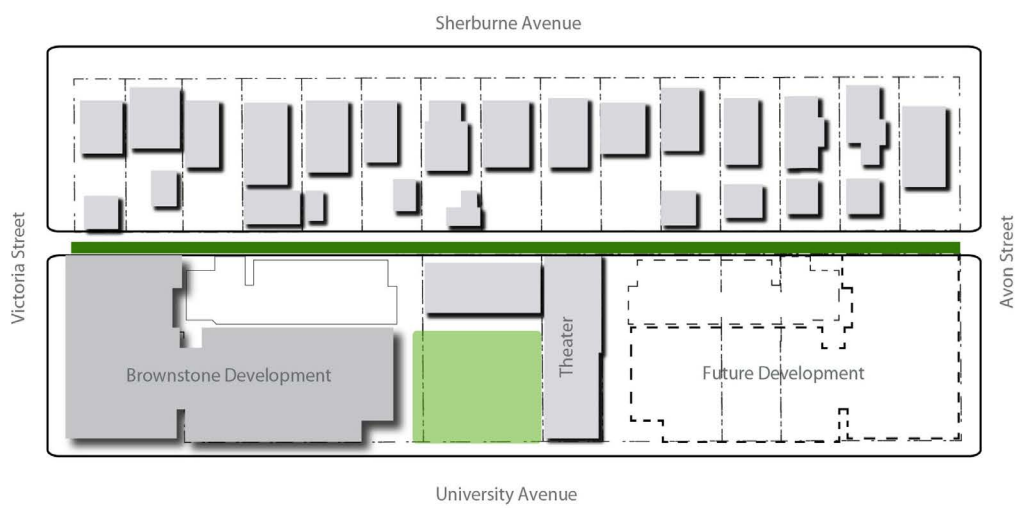 Sherburne Avenue
Victoria Street
Avon Street
Brownstone Development
Theater
Future Development
University Avenue